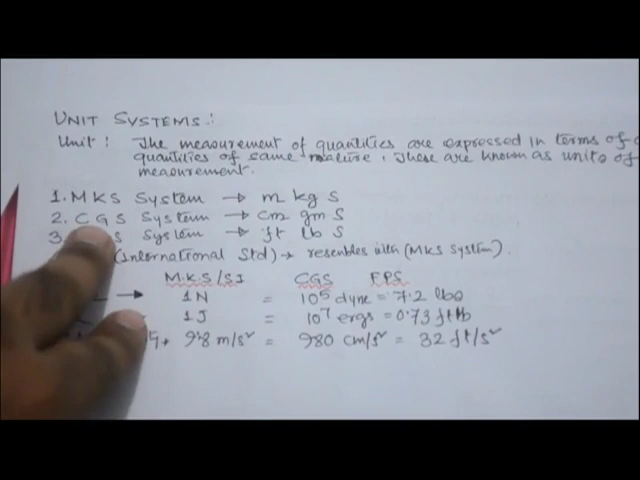 UNIT SYSTEMS:
Unit: The measurement of quantities are expressed in terms of
quantities of same nature. These are known as units of
measurement.
1. MKS System → m kg S
2. CGS System → cm gm S
3. S System → ft lb S
(International Std) → resembles with (MKS System).
M.K.S/SI CGS FPS
→ 1N = 10⁵ dyne = 7.2 lbs
→ 1J = 10⁷ ergs = 0.73 ft lb
9.8 m/s² = 980 cm/s² = 32 ft/s²